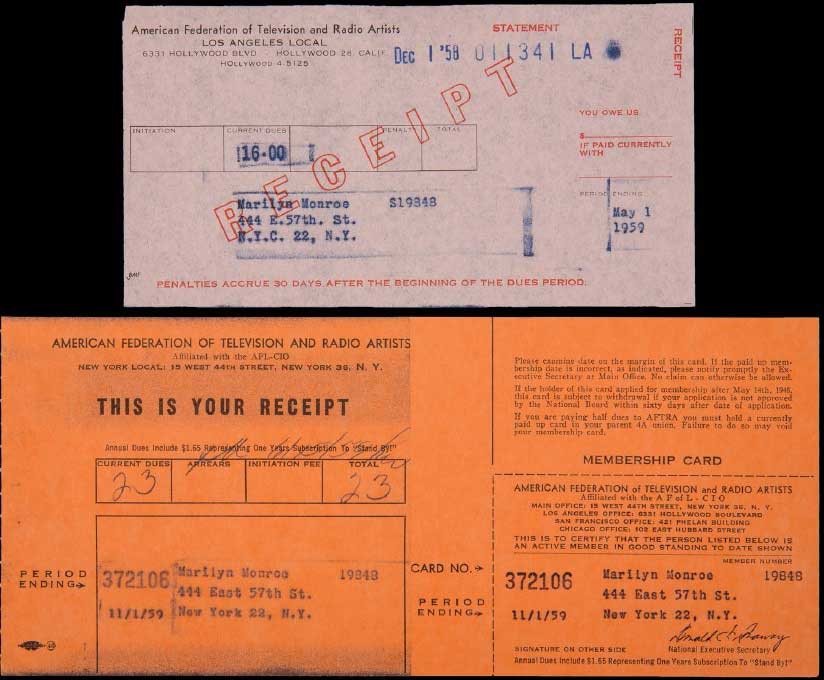 American Federation of Television and Radio Artists
LOS ANGELES LOCAL
6331 HOLLYWOOD BLVD · HOLLYWOOD 28, CALIF.
HOLLYWOOD 4-5125
STATEMENT
DEC 1 '58 011341 LA
RECEIPT
RECEIPT
YOU OWE US:
$
IF PAID CURRENTLY
WITH
INITIATION CURRENT DUES PENALTY TOTAL
16.00
Marilyn Monroe S19848
444 E.57th. St.
N.Y.C. 22, N.Y.
PERIOD ENDING
May 1
1959
PENALTIES ACCRUE 30 DAYS AFTER THE BEGINNING OF THE DUES PERIOD.
AMERICAN FEDERATION OF TELEVISION AND RADIO ARTISTS
Affiliated with the AFL-CIO
NEW YORK LOCAL: 15 WEST 44TH STREET, NEW YORK 36, N. Y.
THIS IS YOUR RECEIPT
Annual Dues Include $1.65 Representing One Years Subscription To "Stand By!"
CURRENT DUES ARREARS INITIATION FEE TOTAL
23 23
PERIOD
ENDING
372106 Marilyn Monroe 19848
444 East 57th St.
11/1/59 New York 22, N.Y.
1
Please examine date on the margin of this card. If the paid up mem-
bership date is incorrect, as indicated, please notify promptly the Ex-
ecutive Secretary at Main Office. No claim can otherwise be allowed.
If the holder of this card applied for membership after May 14th, 1946,
this card is subject to withdrawal if your application is not approved
by the National Board within sixty days after date of application.
If you are paying half dues to AFTRA you must hold a currently
paid up card in your parent 4A union. Failure to do so may void
your membership card.
MEMBERSHIP CARD
AMERICAN FEDERATION OF TELEVISION and RADIO ARTISTS
Affiliated with the A F of L - C I O
MAIN OFFICE: 15 WEST 44TH STREET, NEW YORK 36, N. Y.
LOS ANGELES OFFICE: 6331 HOLLYWOOD BOULEVARD
SAN FRANCISCO OFFICE: 421 PHELAN BUILDING
CHICAGO OFFICE: 102 EAST HUBBARD STREET
THIS IS TO CERTIFY THAT THE PERSON LISTED BELOW IS
AN ACTIVE MEMBER IN GOOD STANDING TO DATE SHOWN
MEMBER NUMBER
CARD NO.
372106 Marilyn Monroe 19848
444 East 57th St.
PERIOD
ENDING
11/1/59 New York 22, N.Y.
SIGNATURE ON OTHER SIDE National Executive Secretary
Annual Dues Include $1.65 Representing One Years Subscription To "Stand By!"